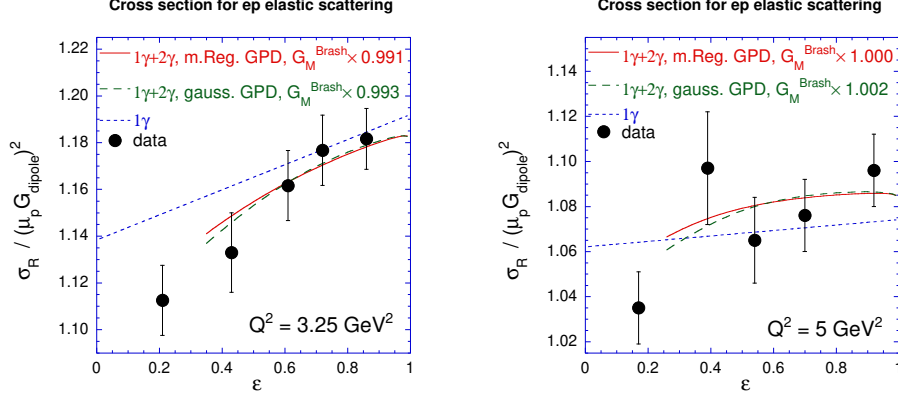 Cross section for ep elastic scattering
1γ+2γ, m.Reg. GPD, G_M^Brash × 0.991
1γ+2γ, gauss. GPD, G_M^Brash × 0.993
1γ
data
1.22
1.20
1.18
1.16
1.14
1.12
1.10
σ_R / (μ_p G_dipole)^2
Q^2 = 3.25 GeV^2
0 0.2 0.4 0.6 0.8 1
ε
Cross section for ep elastic scattering
1γ+2γ, m.Reg. GPD, G_M^Brash × 1.000
1γ+2γ, gauss. GPD, G_M^Brash × 1.002
1γ
data
1.14
1.12
1.10
1.08
1.06
1.04
1.02
σ_R / (μ_p G_dipole)^2
Q^2 = 5 GeV^2
0 0.2 0.4 0.6 0.8 1
ε